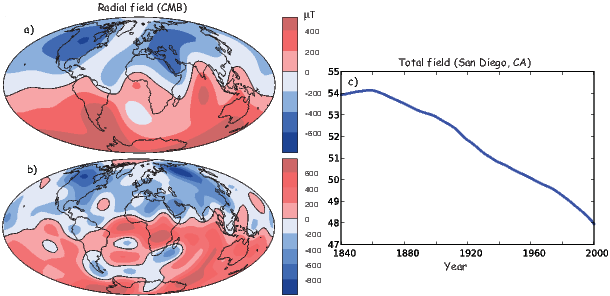 Radial field (CMB)
µT
a)
400
200
0
-200
-400
-600
b)
600
400
200
0
-200
-400
-600
-800
Total field (San Diego, CA)
c)
55
54
53
52
51
50
49
48
47
1840 1880 1920 1960 2000
Year